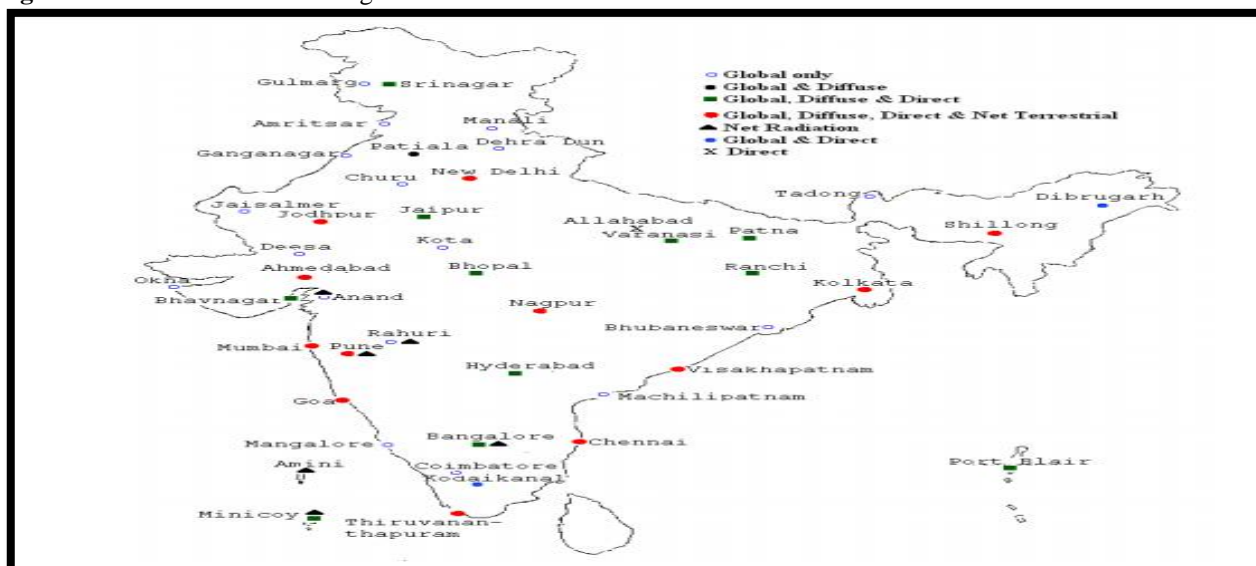 Gulmarg
Srinagar
Global only
Global & Diffuse
Global, Diffuse & Direct
Global, Diffuse, Direct & Net Terrestrial
Net Radiation
Global & Direct
X Direct
Amritsar
Manali
Patiala
Dehra Dun
Ganganagar
Churu
New Delhi
Tadong
Dibrugarh
Jaisalmer
Jodhpur
Jaipur
Allahabad
X
Varanasi
Patna
Shillong
Deesa
Kota
Ahmedabad
Bhopal
Ranchi
Okha
Kolkata
Bhavnagar
Anand
Nagpur
Rahuri
Bhubaneswar
Mumbai
Pune
Hyderabad
Visakhapatnam
Goa
Machilipatnam
Mangalore
Bangalore
Chennai
Amini
Coimbatore
Port Blair
Kodaikanal
Minicoy
Thiruvanan-
thapuram